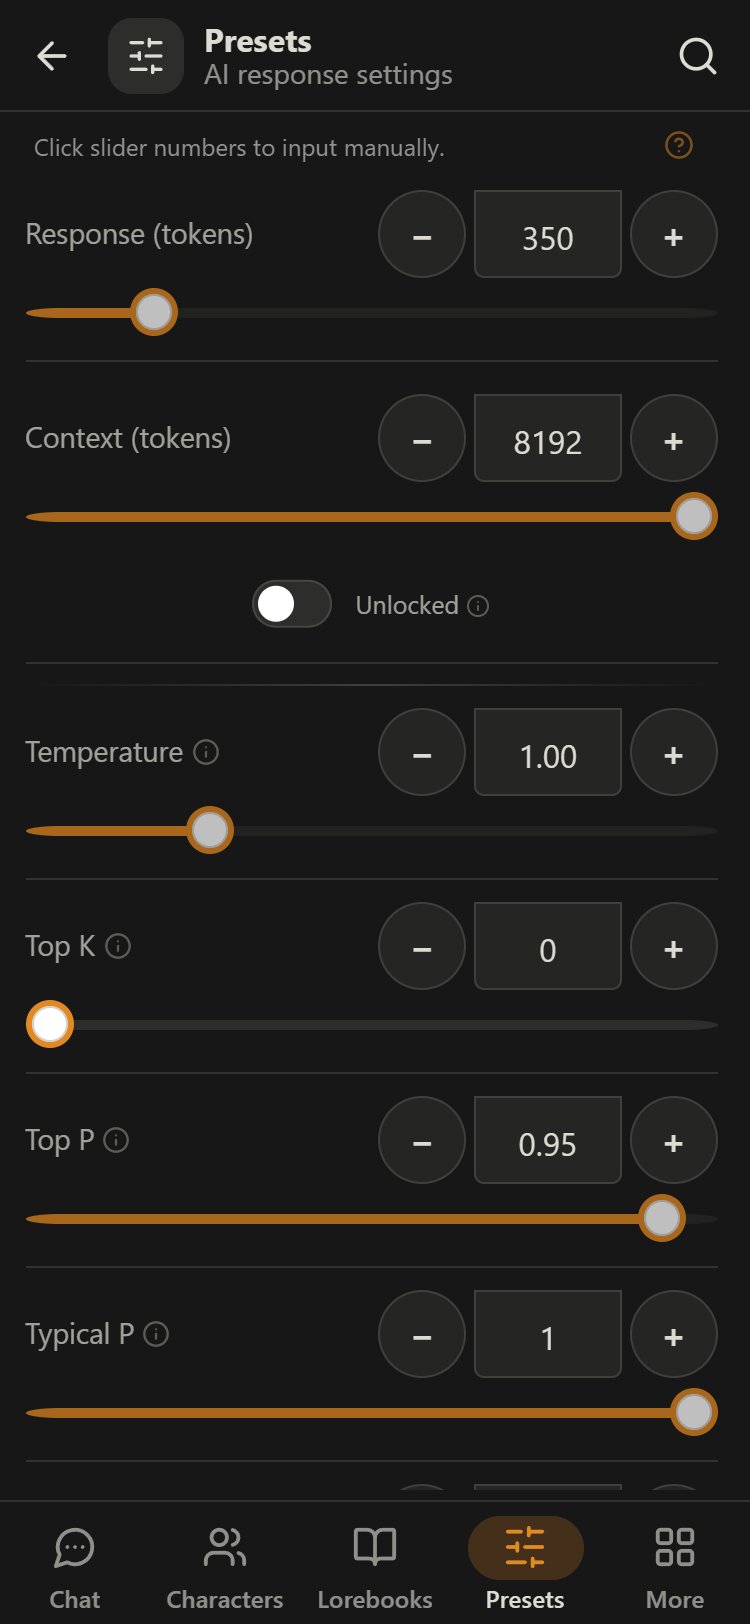 Presets
AI response settings
Click slider numbers to input manually.
Response (tokens)
−
350
+
Context (tokens)
−
8192
+
Unlocked
Temperature
−
1.00
+
Top K
−
0
+
Top P
−
0.95
+
Typical P
−
1
+
Chat
Characters
Lorebooks
Presets
More